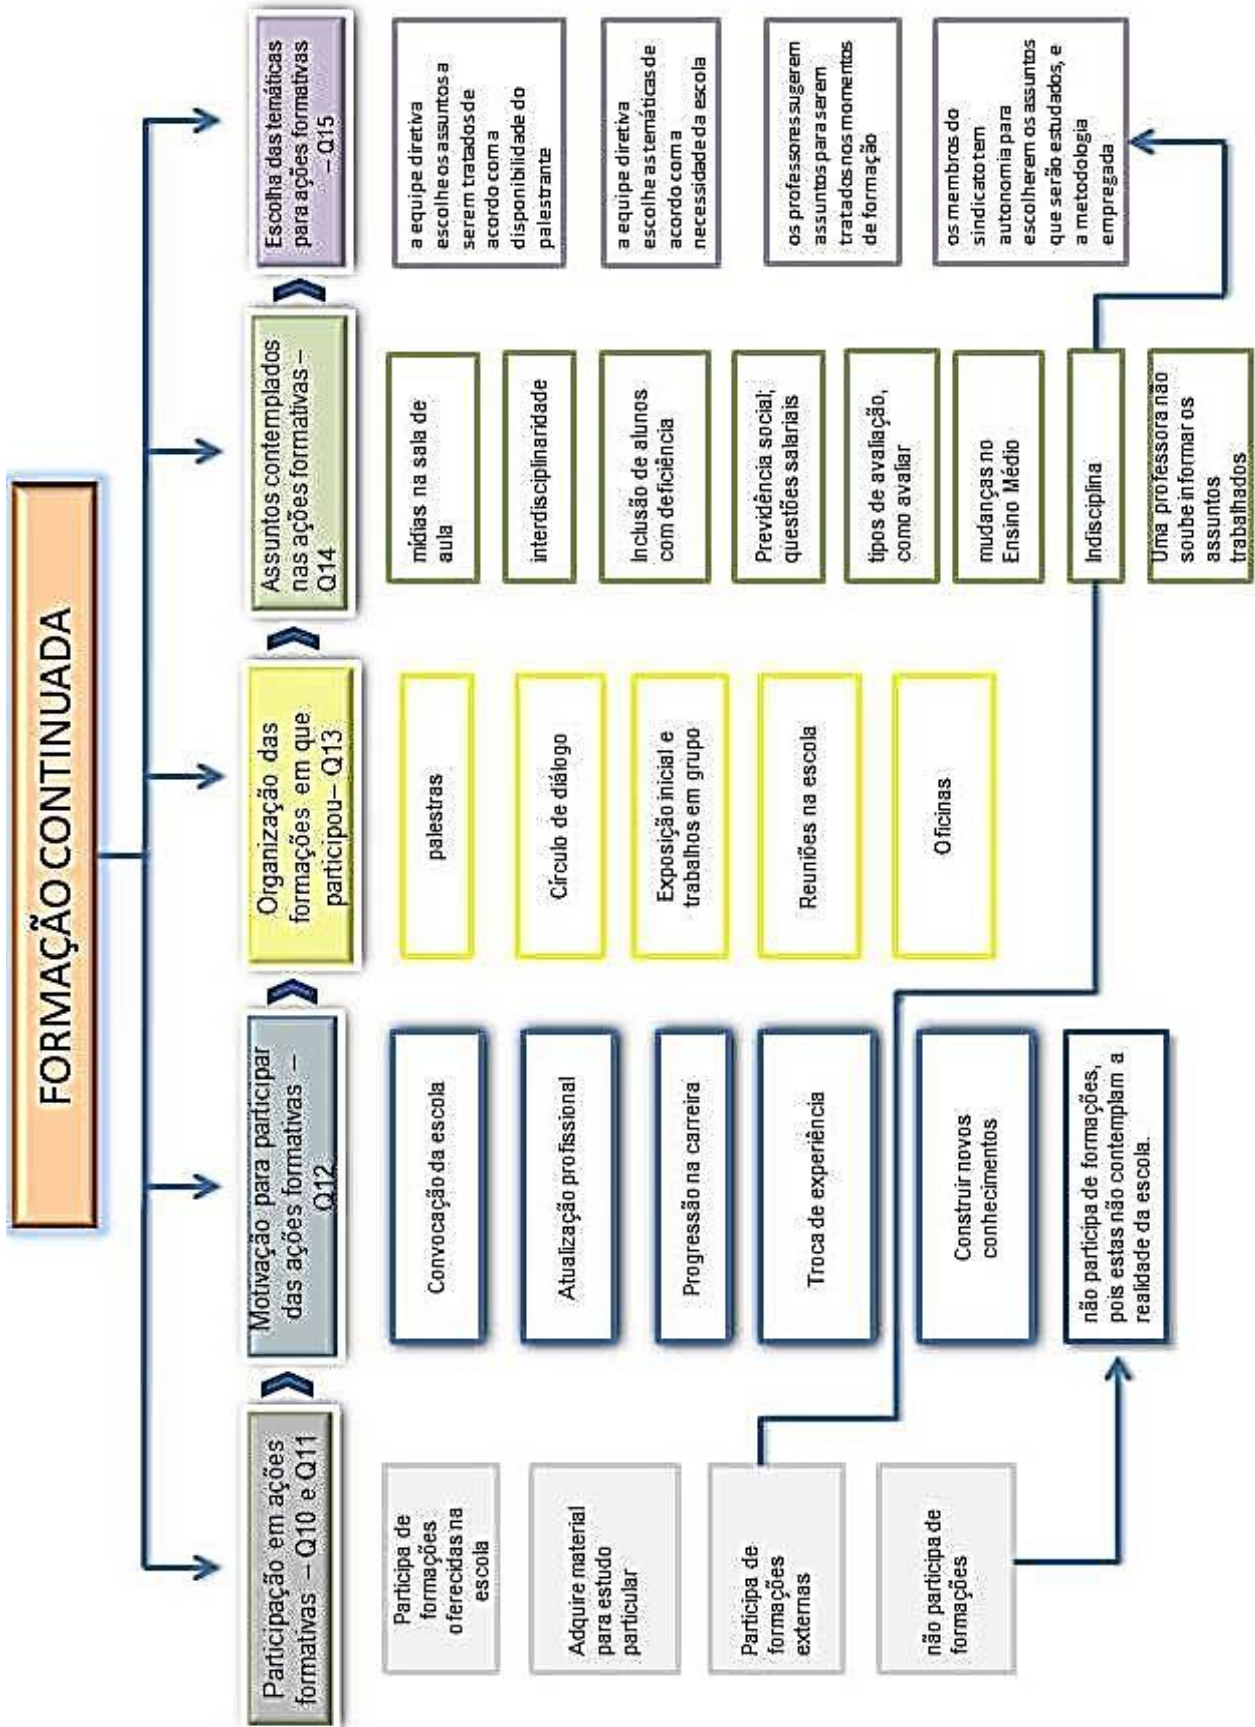 FORMAÇÃO CONTINUADA
Participação em ações
formativas – Q10 e Q11
Participa de
formações
oferecidas na
escola
Adquire material
para estudo
particular
Participa de
formações
externas
não participa de
formações
Motivação para participar
das ações formativas –
Q12
Convocação da escola
Atualização profissional
Progressão na carreira
Troca de experiência
Construir novos
conhecimentos
não participa de formações,
pois estas não contemplam a
realidade da escola.
Organização das
formações em que
participou– Q13
palestras
Círculo de diálogo
Exposição inicial e
trabalhos em grupo
Reuniões na escola
Oficinas
Assuntos contemplados
nas ações formativas –
Q14
mídias na sala de
aula
interdisciplinaridade
Inclusão de alunos
com deficiência
Previdência social;
questões salariais
tipos de avaliação,
como avaliar
mudanças no
Ensino Médio
Indisciplina
Uma professora não
soube informar os
assuntos
trabalhados
Escolha das temáticas
para ações formativas
– Q15
a equipe diretiva
escolhe os assuntos a
serem tratados de
acordo com a
disponibilidade do
palestrante
a equipe diretiva
escolhe as temáticas de
acordo com a
necessidade da escola
os professores sugerem
assuntos para serem
tratados nos momentos
de formação
os membros do
sindicato tem
autonomia para
escolherem os assuntos
que serão estudados, e
a metodologia
empregada